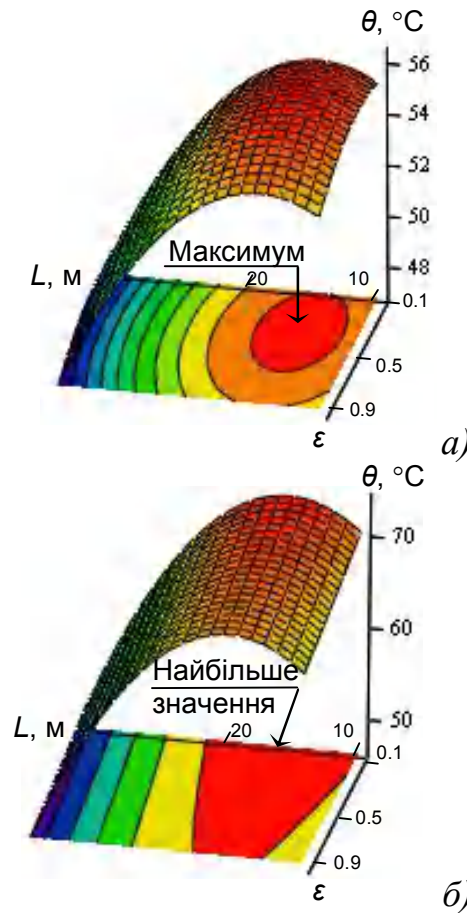 θ, °C
56
54
52
50
48
Максимум
L, м
20
10
0.1
0.5
0.9
ε
а)
θ, °C
70
60
50
Найбільше
значення
L, м
20
10
0.1
0.5
0.9
ε
б)